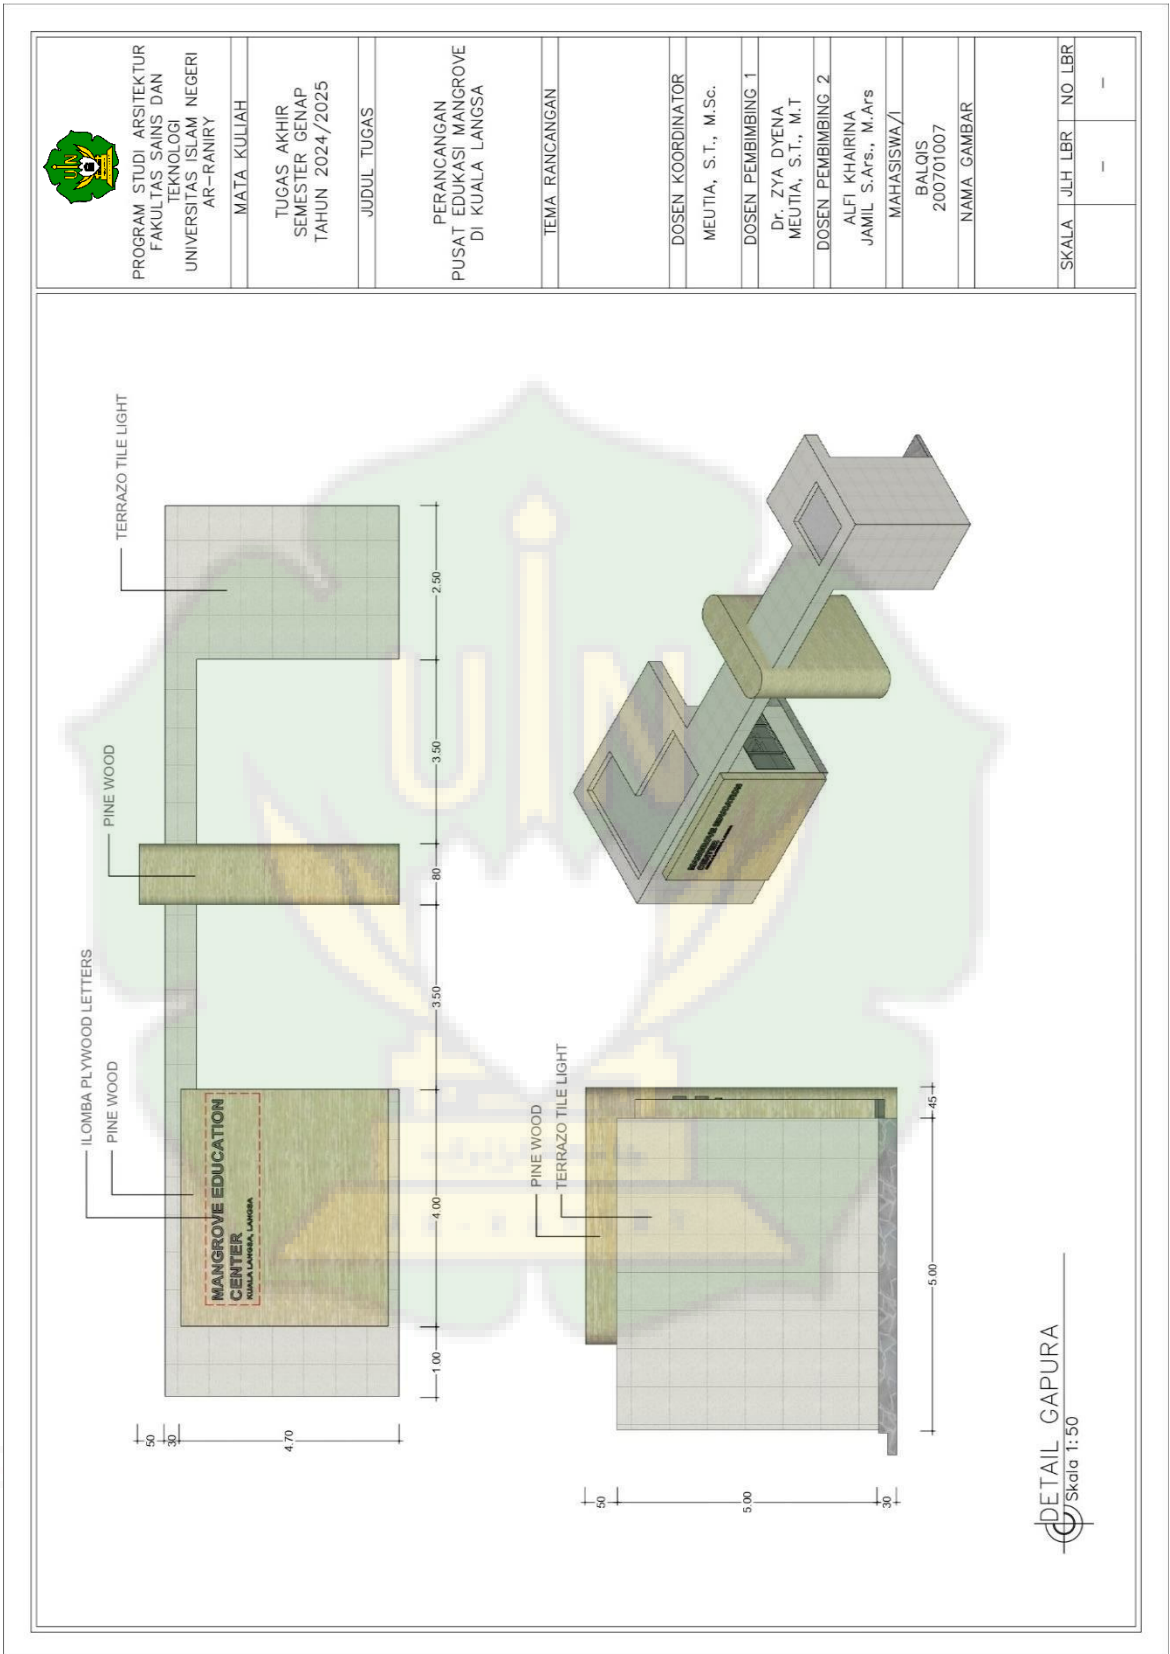 UIN
PROGRAM STUDI ARSITEKTUR
FAKULTAS SAINS DAN
TEKNOLOGI
UNIVERSITAS ISLAM NEGERI
AR-RANIRY
MATA KULIAH
TUGAS AKHIR
SEMESTER GENAP
TAHUN 2024/2025
JUDUL TUGAS
PERANCANGAN
PUSAT EDUKASI MANGROVE
DI KUALA LANGSA
TEMA RANCANGAN
DOSEN KOORDINATOR
MEUTIA, S.T., M.Sc.
DOSEN PEMBIMBING 1
Dr. ZYA DYENA
MEUTIA, S.T., M.T
DOSEN PEMBIMBING 2
ALFI KHAIRINA
JAMIL S.Ars., M.Ars
MAHASISWA/I
BALQIS
200701007
NAMA GAMBAR
SKALA JLH LBR NO LBR
- -
ILOMBA PLYWOOD LETTERS
PINE WOOD
PINE WOOD
TERRAZO TILE LIGHT
MANGROVE EDUCATION
CENTER
KUALA LANGSA, LANGSA
50
30
4.70
1.00 4.00 3.50 80 3.50 2.50
UIN
PINE WOOD
TERRAZO TILE LIGHT
50
5.00
30
5.00 45
MANGROVE EDUCATION
CENTER
DETAIL GAPURA
Skala 1:50